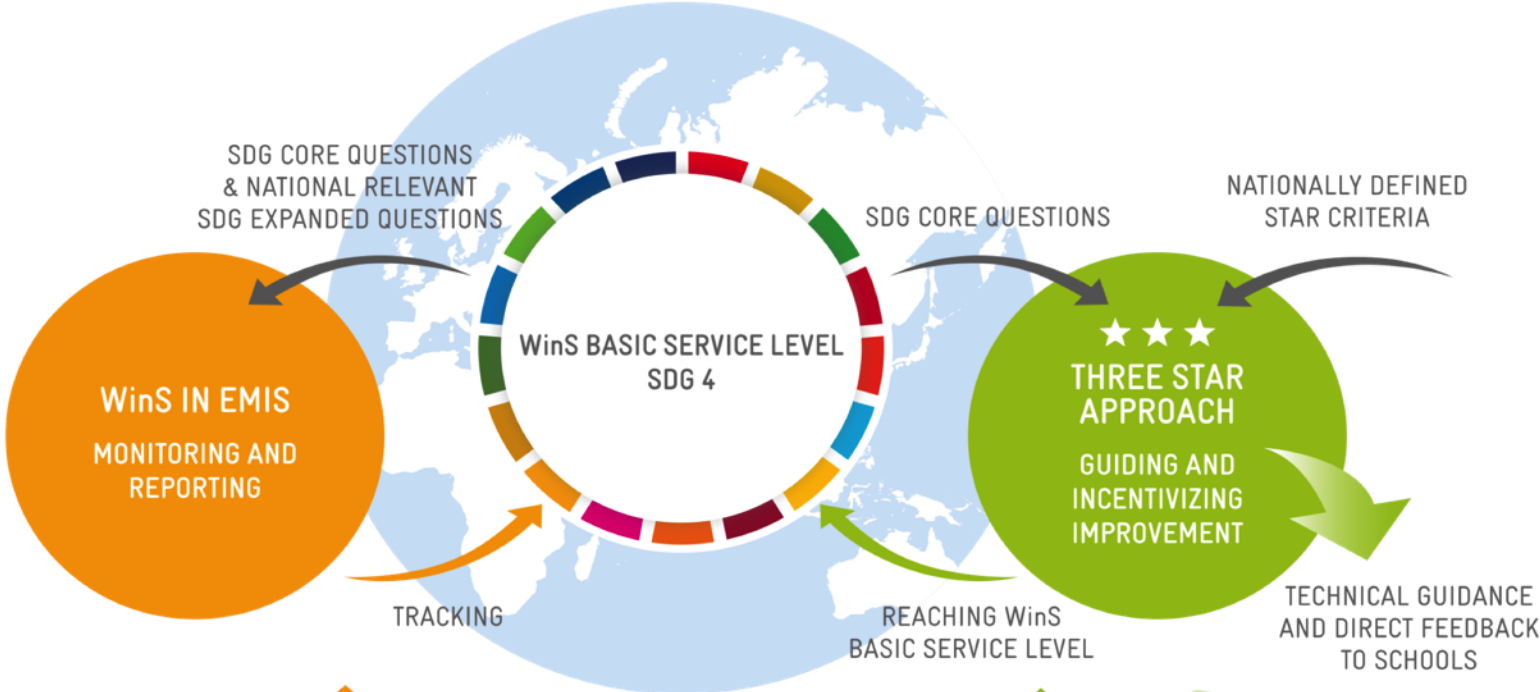 SDG CORE QUESTIONS
& NATIONAL RELEVANT
SDG EXPANDED QUESTIONS
SDG CORE QUESTIONS
NATIONALLY DEFINED
STAR CRITERIA
WinS BASIC SERVICE LEVEL
SDG 4
WinS IN EMIS
MONITORING AND
REPORTING
THREE STAR
APPROACH
GUIDING AND
INCENTIVIZING
IMPROVEMENT
TRACKING
REACHING WinS
BASIC SERVICE LEVEL
TECHNICAL GUIDANCE
AND DIRECT FEEDBACK
TO SCHOOLS